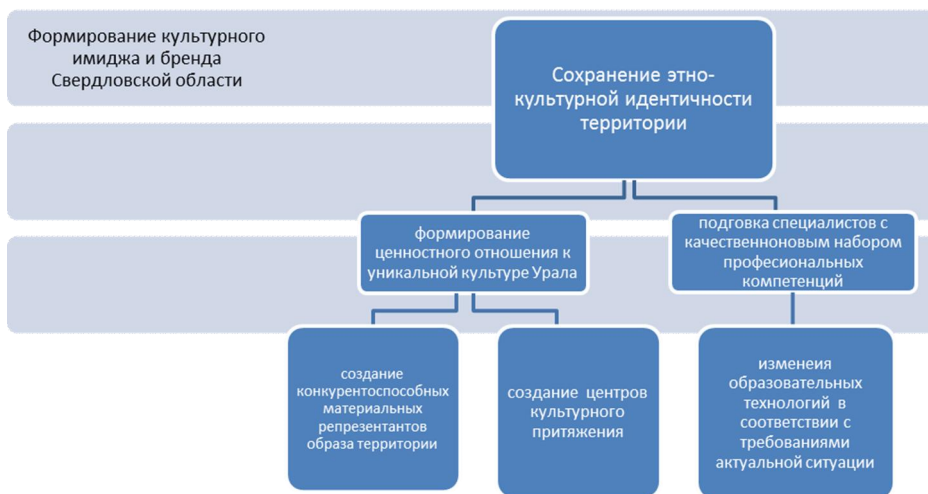 Формирование культурного
имиджа и бренда
Свердловской области
Сохранение этно-
культурной идентичности
территории
формирование
ценностного отношения к
уникальной культуре Урала
подговка специалистов с
качественноновым набором
професиональных
компетенций
создание
конкурентоспособных
материальных
репрезентантов
образа территории
создание центров
культурного
притяжения
изменеия
образовательных
технологий в
соответствии с
требованиями
актуальной ситуации